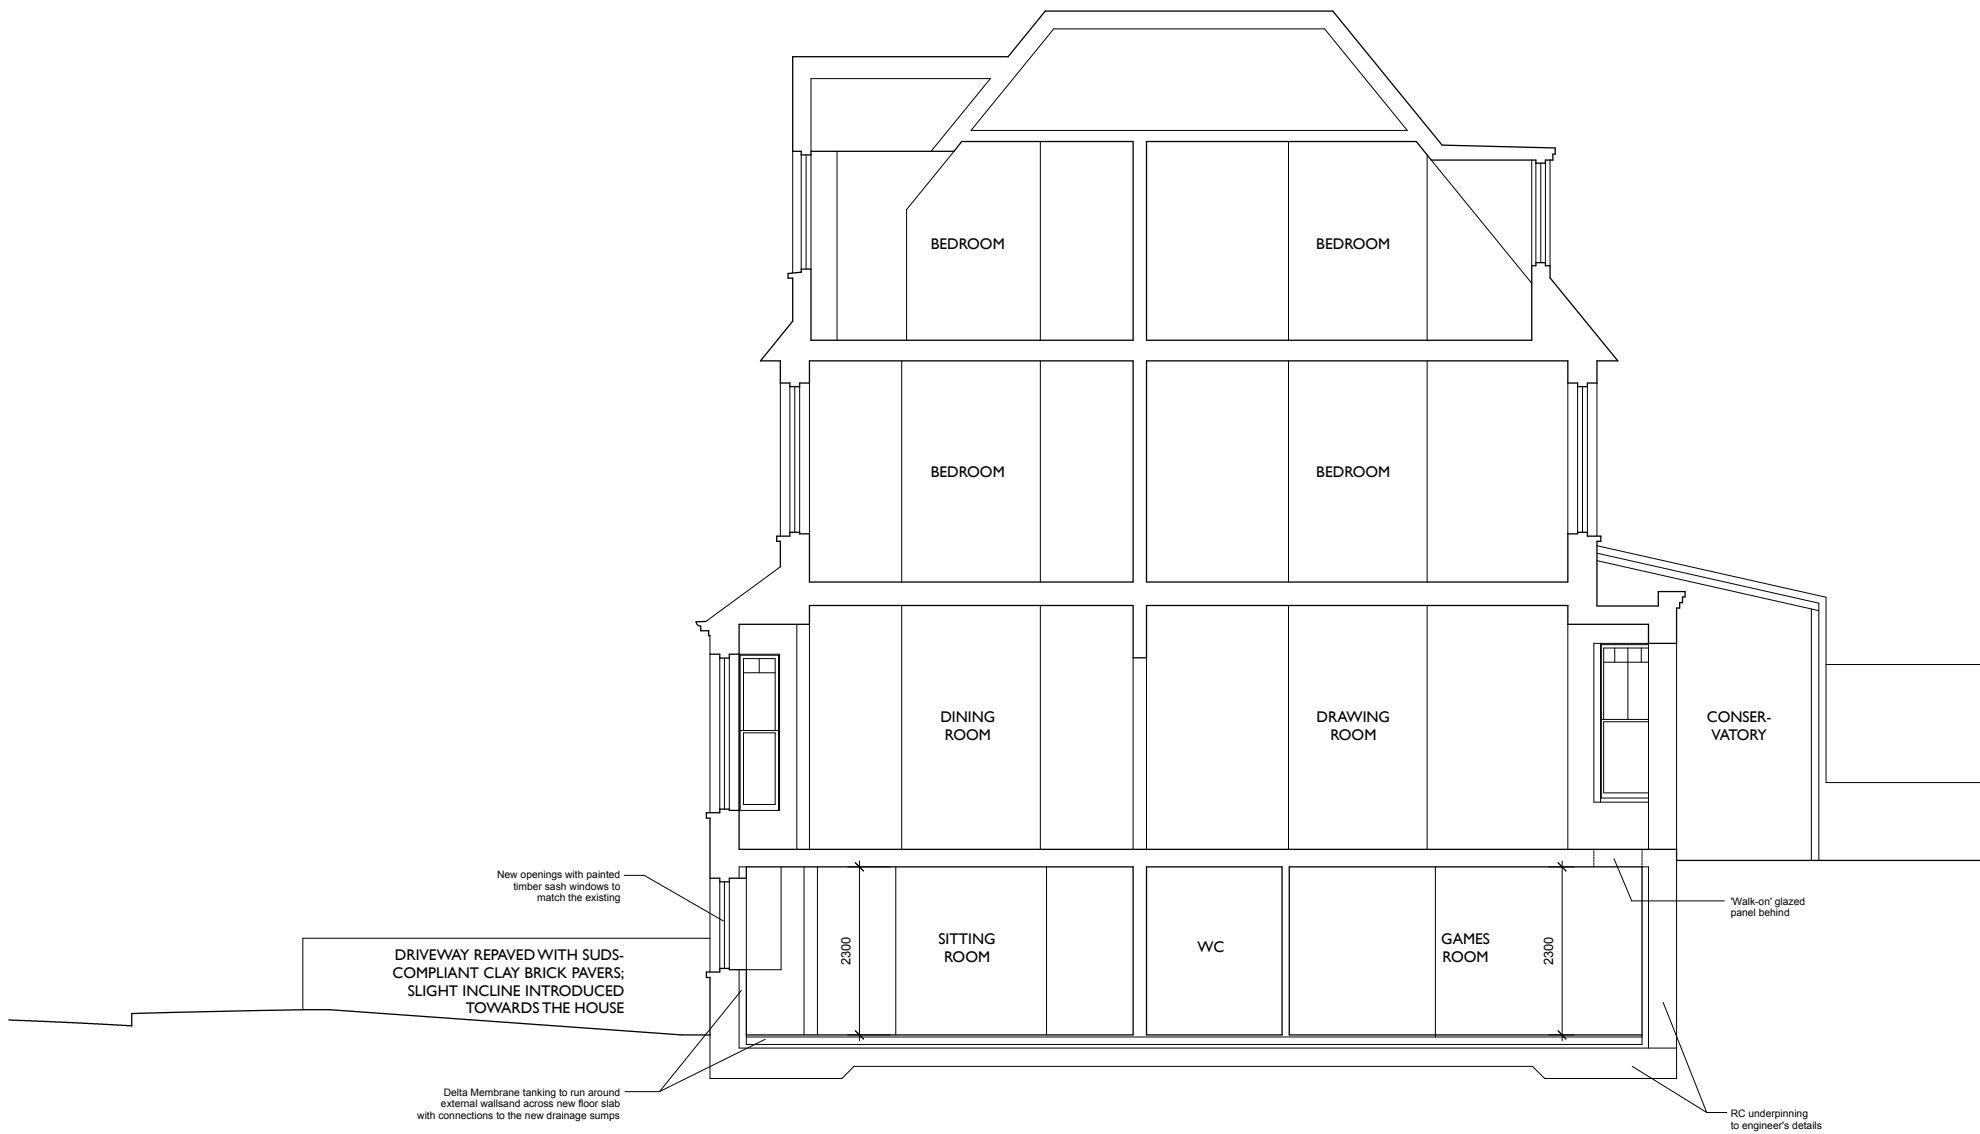 BEDROOM
BEDROOM
BEDROOM
BEDROOM
DINING
ROOM
DRAWING
ROOM
CONSER-
VATORY
New openings with painted
timber sash windows to
match the existing
'Walk-on' glazed
panel behind
DRIVEWAY REPAVED WITH SUDS-
COMPLIANT CLAY BRICK PAVERS;
SLIGHT INCLINE INTRODUCED
TOWARDS THE HOUSE
2300
SITTING
ROOM
WC
GAMES
ROOM
2300
Delta Membrane tanking to run around
external wallsand across new floor slab
with connections to the new drainage sumps
RC underpinning
to engineer's details